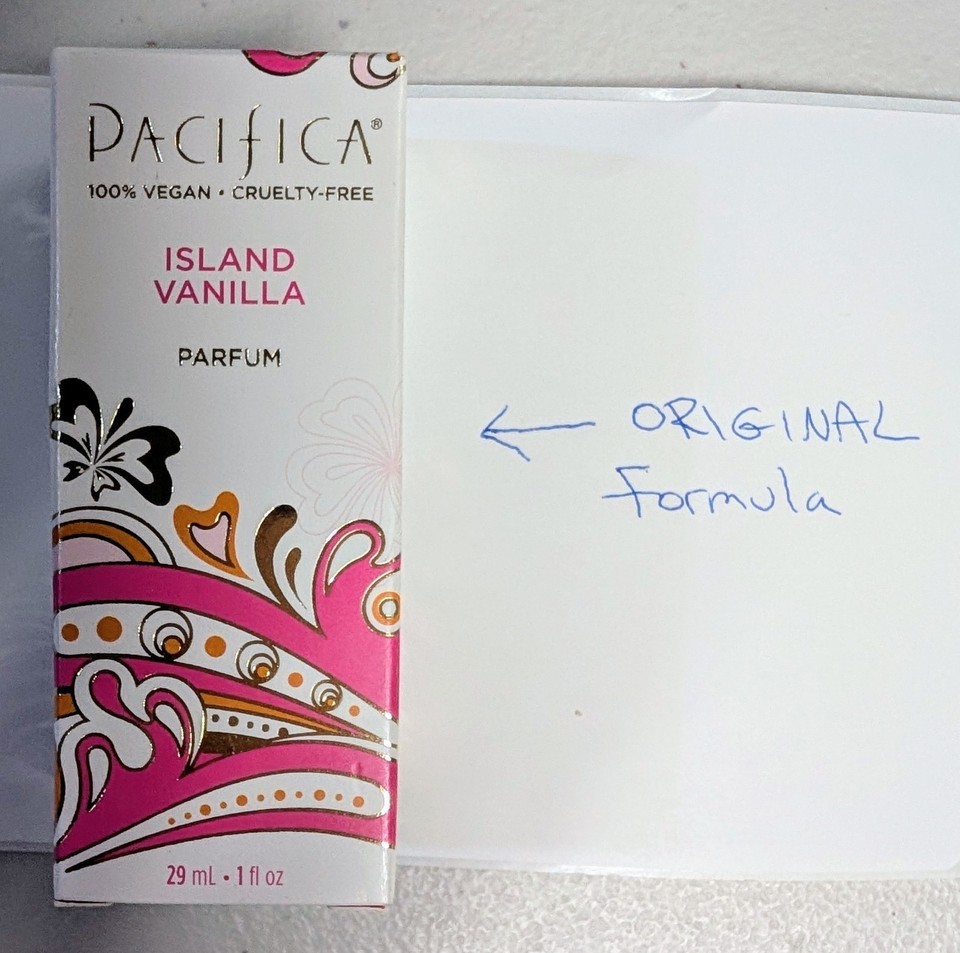 PACIFICA®
100% VEGAN • CRUELTY-FREE
ISLAND
VANILLA
PARFUM
← ORIGINAL
Formula
29 mL • 1 fl oz